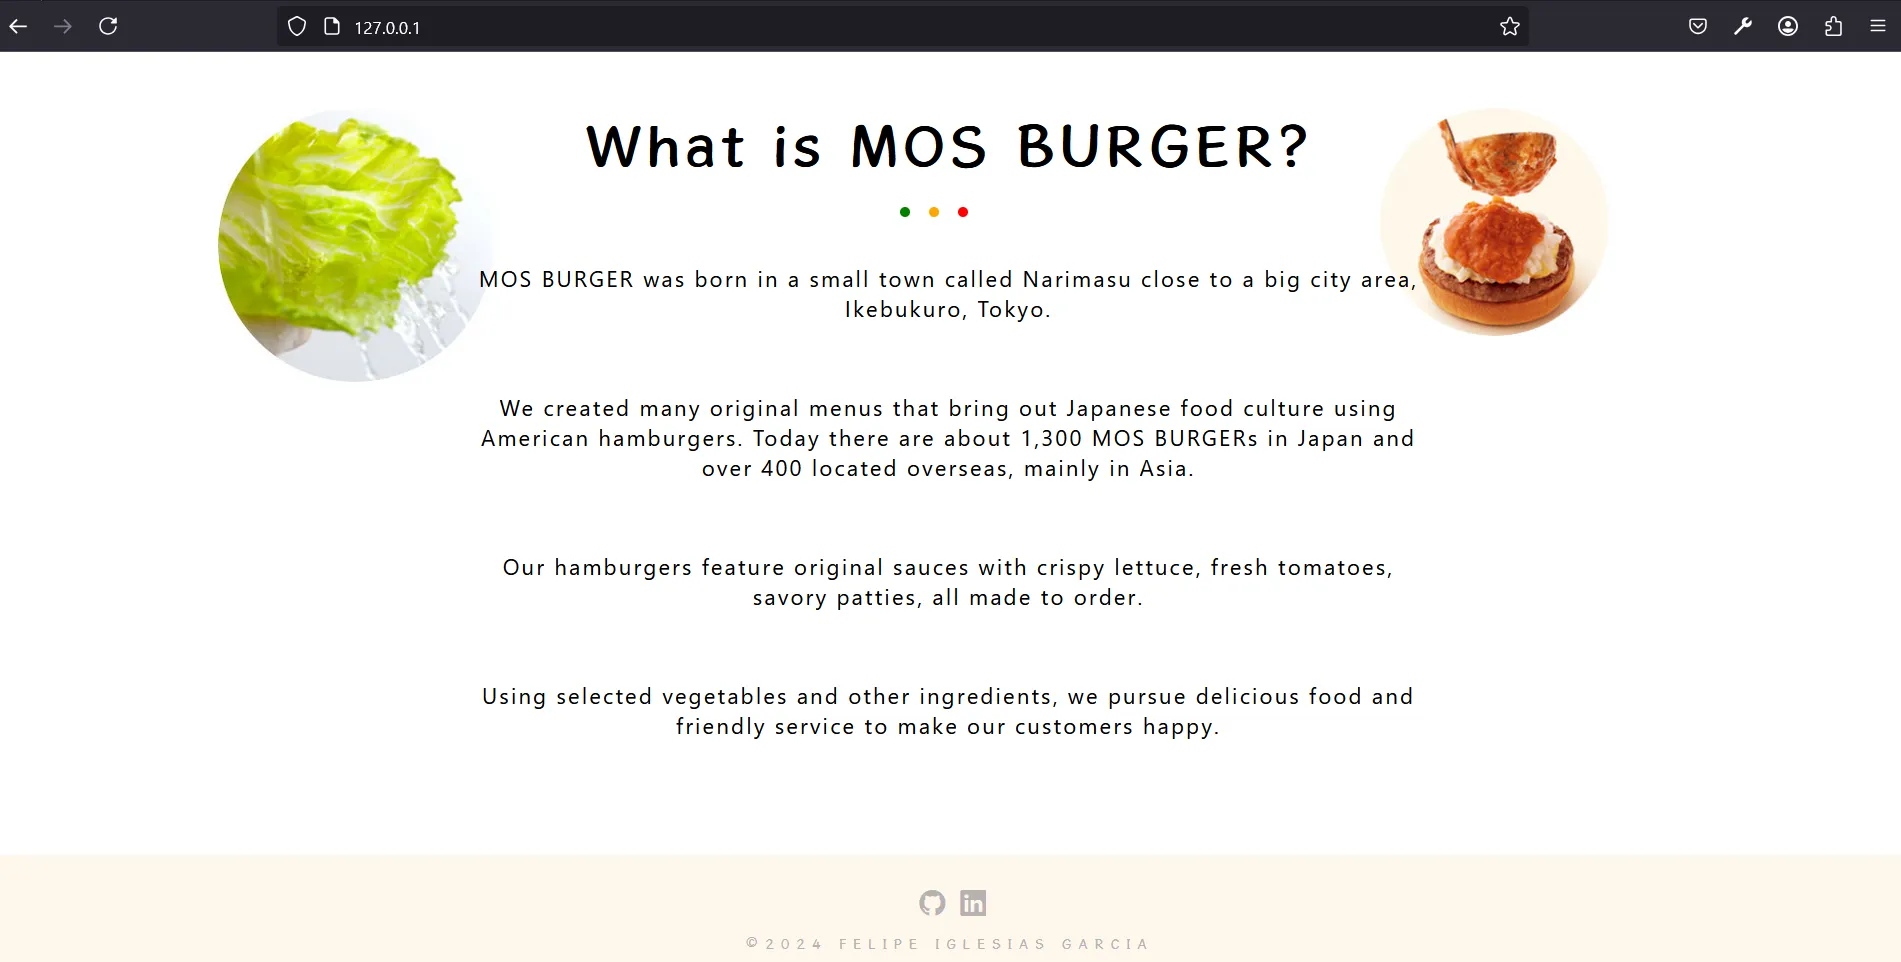 127.0.0.1
What is MOS BURGER?
MOS BURGER was born in a small town called Narimasu close to a big city area,
Ikebukuro, Tokyo.
We created many original menus that bring out Japanese food culture using
American hamburgers. Today there are about 1,300 MOS BURGERs in Japan and
over 400 located overseas, mainly in Asia.
Our hamburgers feature original sauces with crispy lettuce, fresh tomatoes,
savory patties, all made to order.
Using selected vegetables and other ingredients, we pursue delicious food and
friendly service to make our customers happy.
in
©2024 FELIPE IGLESIAS GARCIA